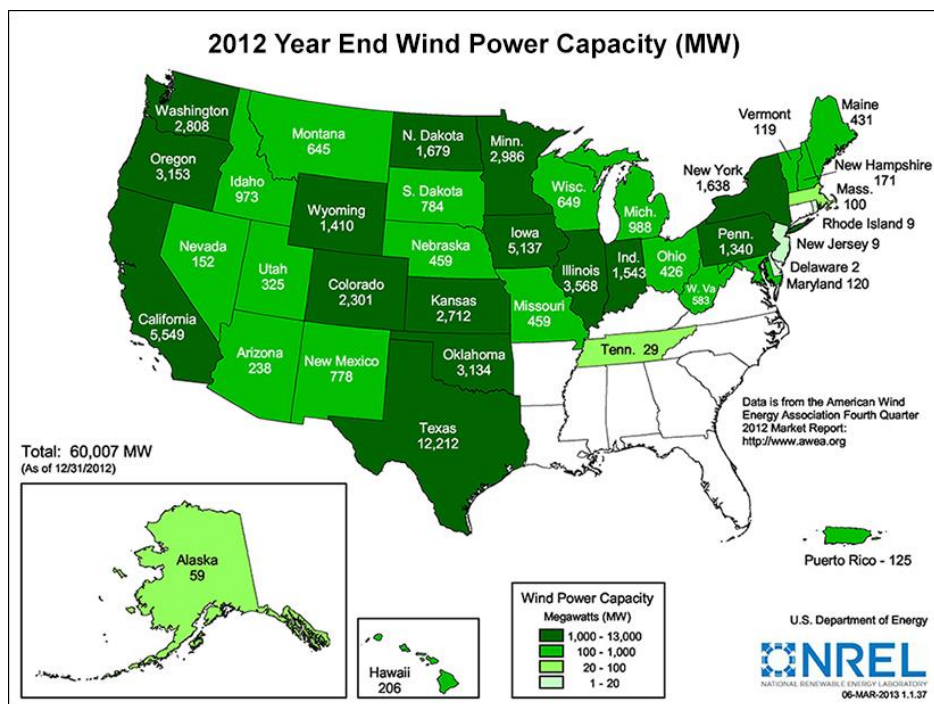 2012 Year End Wind Power Capacity (MW)
Washington
2,808
Oregon
3,153
California
5,549
Idaho
973
Nevada
152
Montana
645
Wyoming
1,410
Utah
325
Colorado
2,301
Arizona
238
New Mexico
778
N. Dakota
1,679
S. Dakota
784
Nebraska
459
Kansas
2,712
Oklahoma
3,134
Texas
12,212
Minn.
2,986
Iowa
5,137
Missouri
459
Wisc.
649
Illinois
3,568
Mich.
988
Ind.
1,543
Ohio
426
W. Va
583
Tenn. 29
Penn.
1,340
New York
1,638
Vermont
119
Maine
431
New Hampshire
171
Mass.
100
Rhode Island 9
New Jersey 9
Delaware 2
Maryland 120
Data is from the American Wind
Energy Association Fourth Quarter
2012 Market Report:
http://www.awea.org
Total: 60,007 MW
(As of 12/31/2012)
Alaska
59
Hawaii
206
Puerto Rico - 125
Wind Power Capacity
Megawatts (MW)
1,000 - 13,000
100 - 1,000
20 - 100
1 - 20
U.S. Department of Energy
NREL
NATIONAL RENEWABLE ENERGY LABORATORY
06-MAR-2013 1.1.37